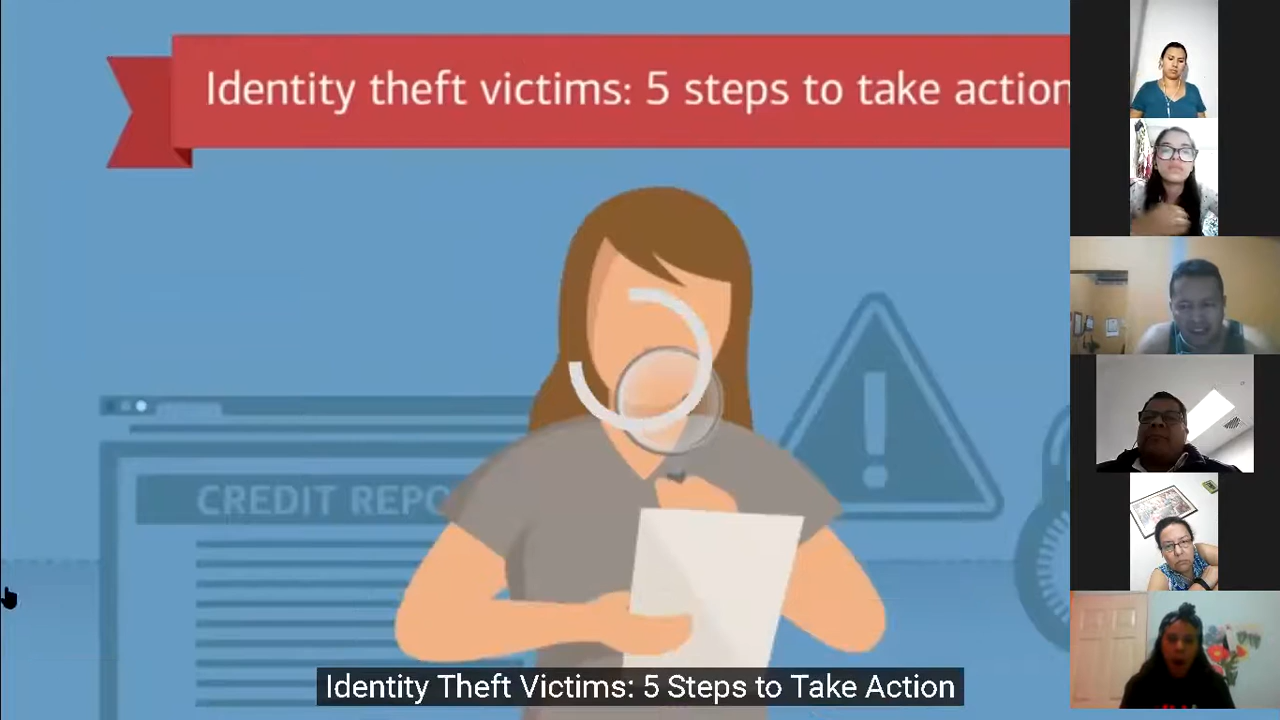 Identity theft victims: 5 steps to take action
CREDIT REPO
Identity Theft Victims: 5 Steps to Take Action